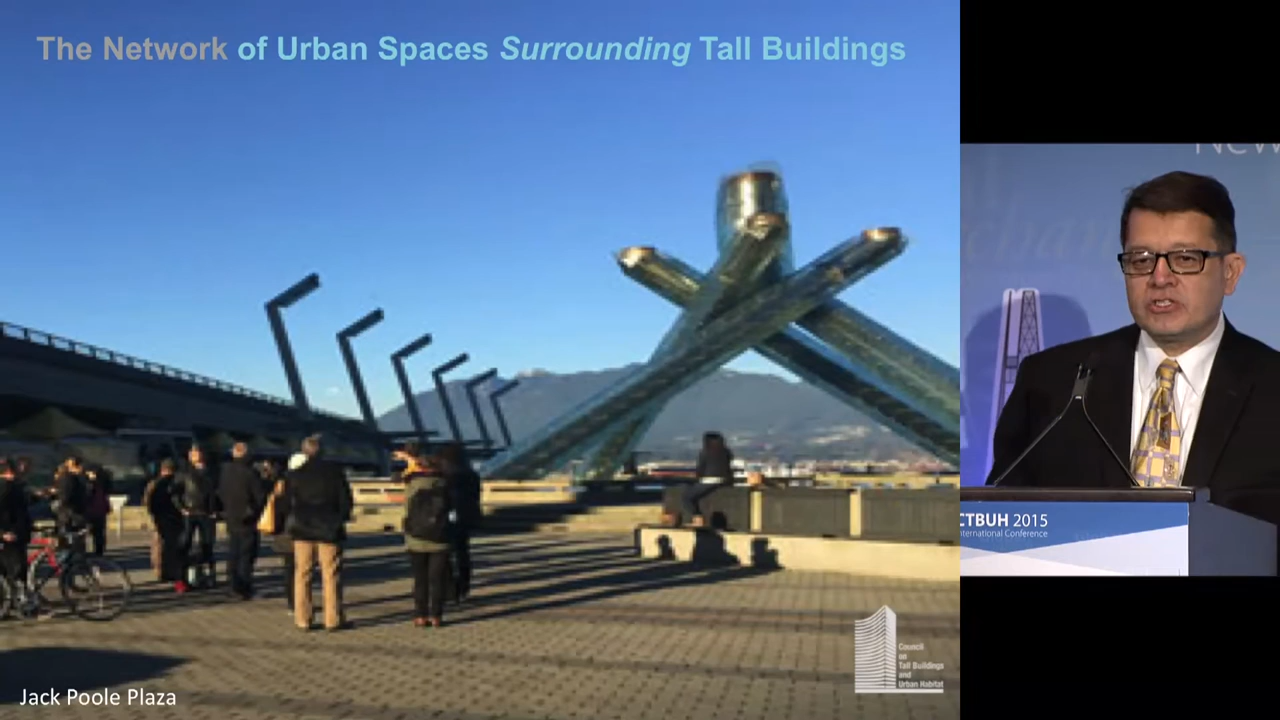 The Network of Urban Spaces Surrounding Tall Buildings
Council
on
Tall Buildings
and
Urban Habitat
Jack Poole Plaza
CTBUH 2015
International Conference